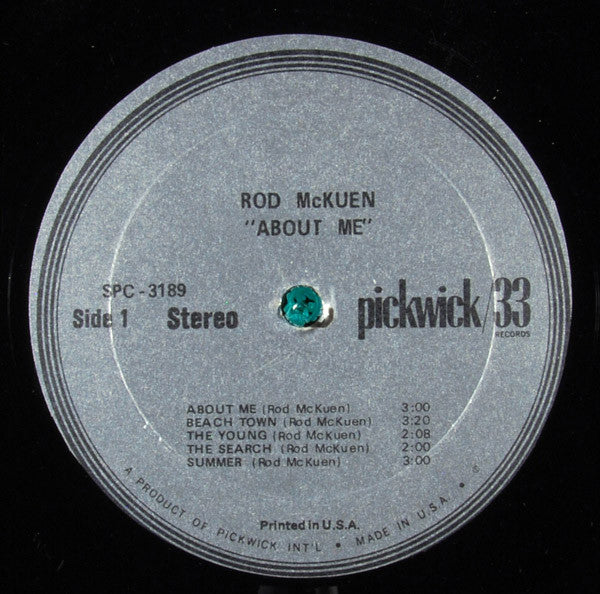 ROD McKUEN
"ABOUT ME"
SPC-3189
Side 1 Stereo
pickwick/33
RECORDS
ABOUT ME (Rod McKuen) 3:00
BEACH TOWN (Rod McKuen) 3:20
THE YOUNG (Rod McKuen) 2:08
THE SEARCH (Rod McKuen) 2:00
SUMMER (Rod McKuen) 3:00
Printed in U.S.A.
A PRODUCT OF PICKWICK INT'L • MADE IN U.S.A. •